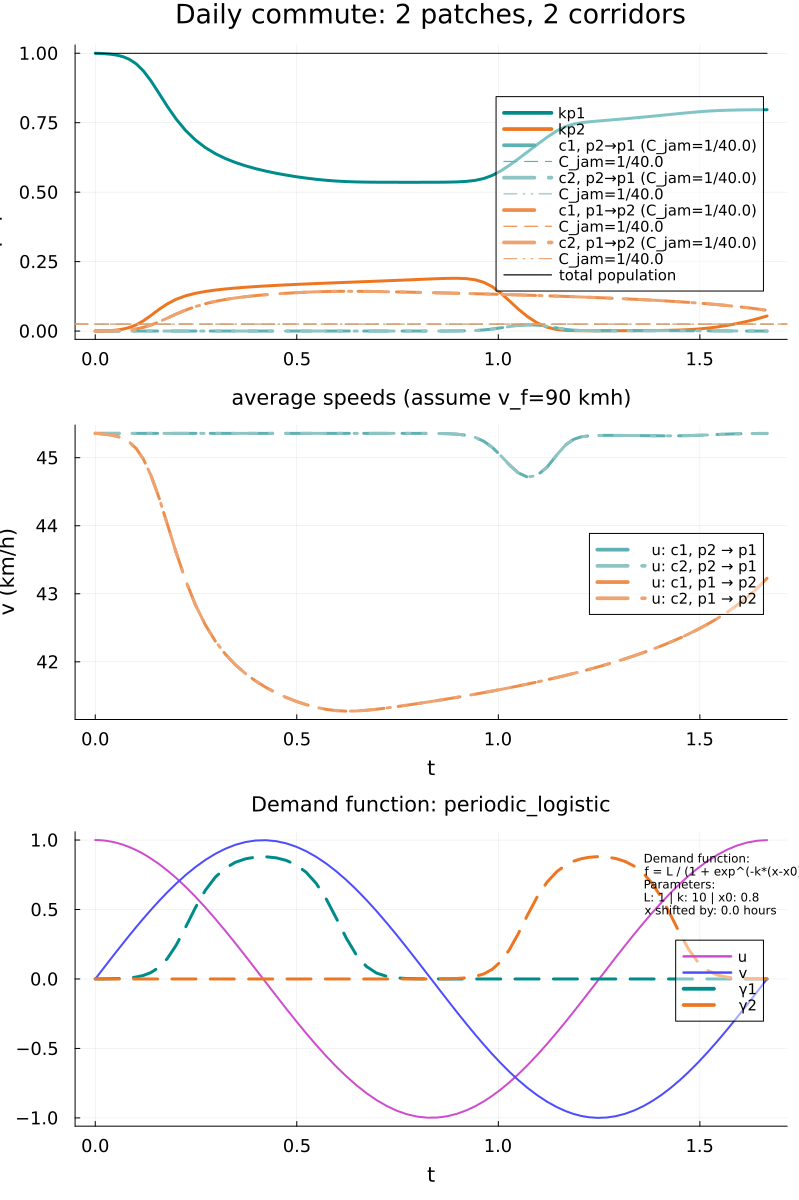 Daily commute: 2 patches, 2 corridors
1.00
0.75
0.50
0.25
0.00
kp1
kp2
c1, p2→p1 (C_jam=1/40.0)
C_jam=1/40.0
c2, p2→p1 (C_jam=1/40.0)
C_jam=1/40.0
c1, p1→p2 (C_jam=1/40.0)
C_jam=1/40.0
c2, p1→p2 (C_jam=1/40.0)
C_jam=1/40.0
total population
0.0 0.5 1.0 1.5
average speeds (assume v_f=90 kmh)
v (km/h)
45
44
43
42
u: c1, p2 → p1
u: c2, p2 → p1
u: c1, p1 → p2
u: c2, p1 → p2
0.0 0.5 1.0 1.5
t
Demand function: periodic_logistic
1.0
0.5
0.0
−0.5
−1.0
Demand function:
f = L / (1 + exp^(-k*(x-x0)
Parameters:
L: 1 | k: 10 | x0: 0.8
x shifted by: 0.0 hours
u
v
γ1
γ2
0.0 0.5 1.0 1.5
t